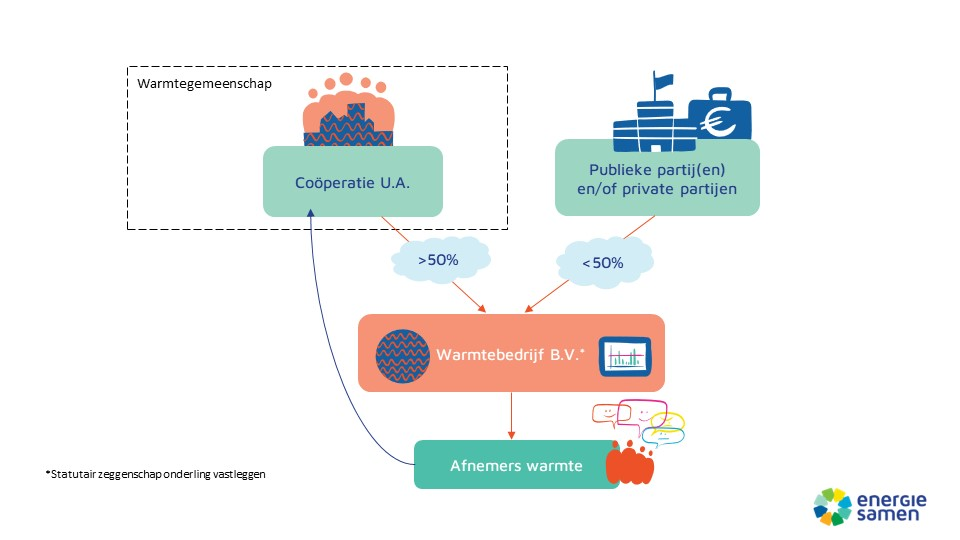 Warmtegemeenschap
Coöperatie U.A.
Publieke partij(en)
en/of private partijen
€
>50%
<50%
Warmtebedrijf B.V.*
Afnemers warmte
*Statutair zeggenschap onderling vastleggen
energie
samen